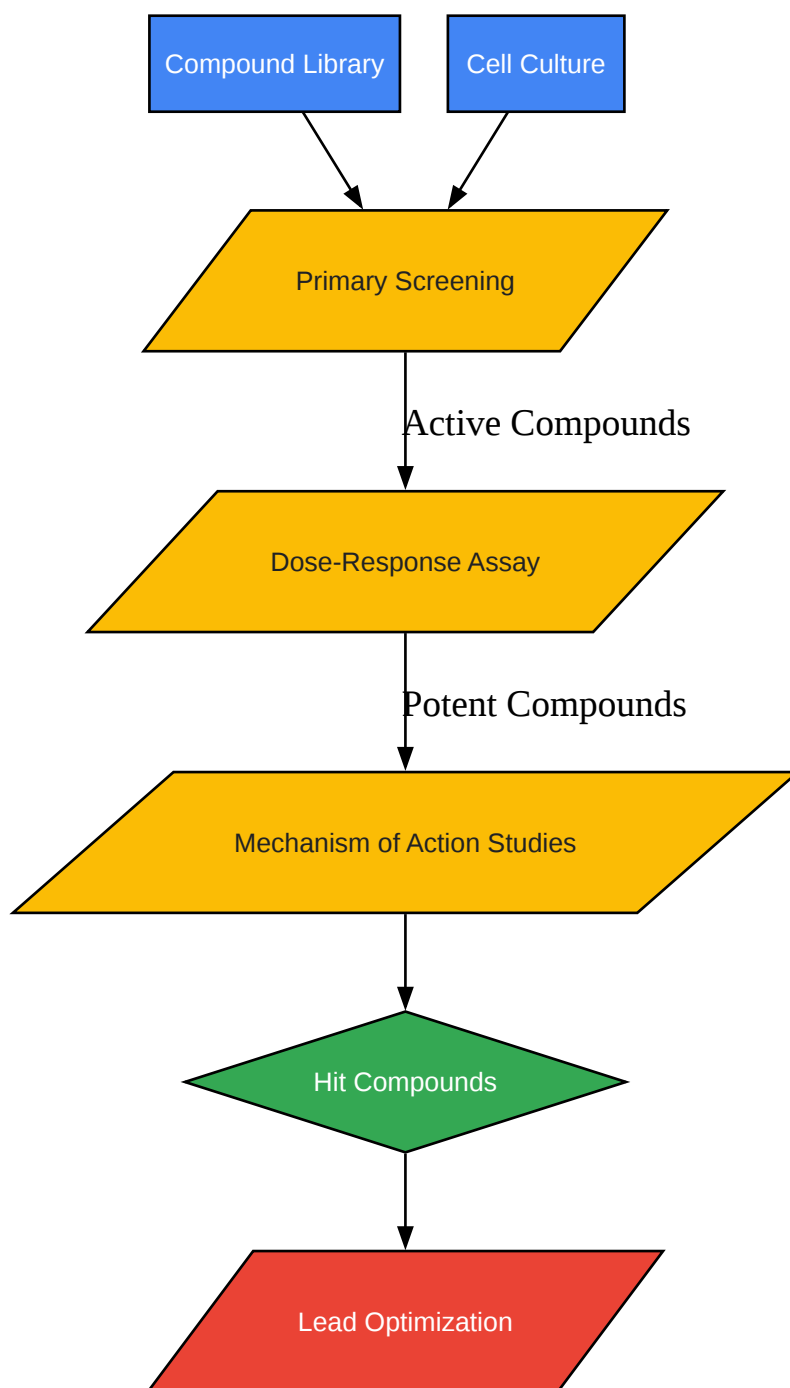 Compound Library
Cell Culture
Primary Screening
Active Compounds
Dose-Response Assay
Potent Compounds
Mechanism of Action Studies
Hit Compounds
Lead Optimization